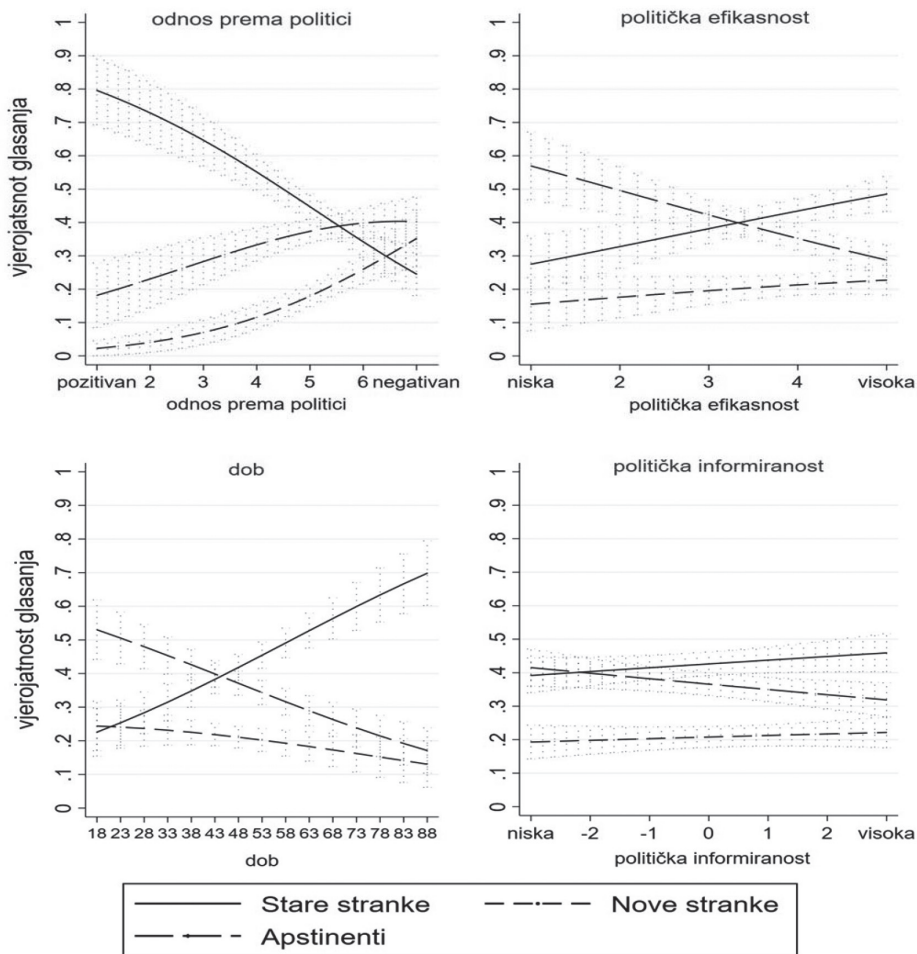 odnos prema politici
vjerojatsnot glasanja
1
.9
.8
.7
.6
.5
.4
.3
.2
.1
0
pozitivan 2 3 4 5 6 negativan
odnos prema politici
politička efikasnost
1
.9
.8
.7
.6
.5
.4
.3
.2
.1
0
niska 2 3 4 visoka
politička efikasnost
dob
vjerojatnost glasanja
1
.9
.8
.7
.6
.5
.4
.3
.2
.1
0
18 23 28 33 38 43 48 53 58 63 68 73 78 83 88
dob
politička informiranost
1
.9
.8
.7
.6
.5
.4
.3
.2
.1
0
niska -2 -1 0 1 2 visoka
politička informiranost
Stare stranke Nove stranke
Apstinenti